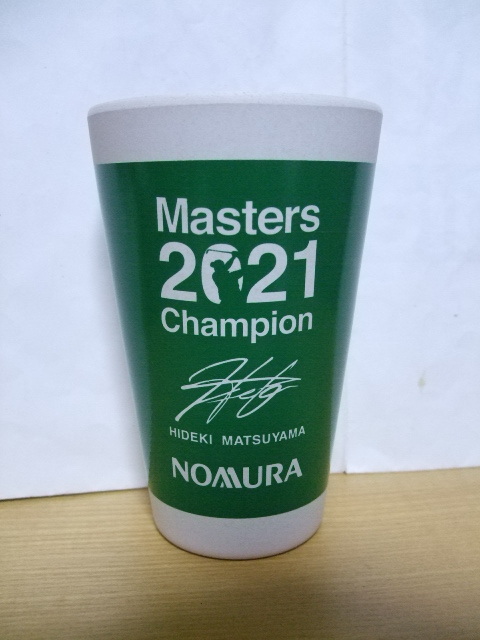 Masters
2021
Champion
HIDEKI MATSUYAMA
NOMURA